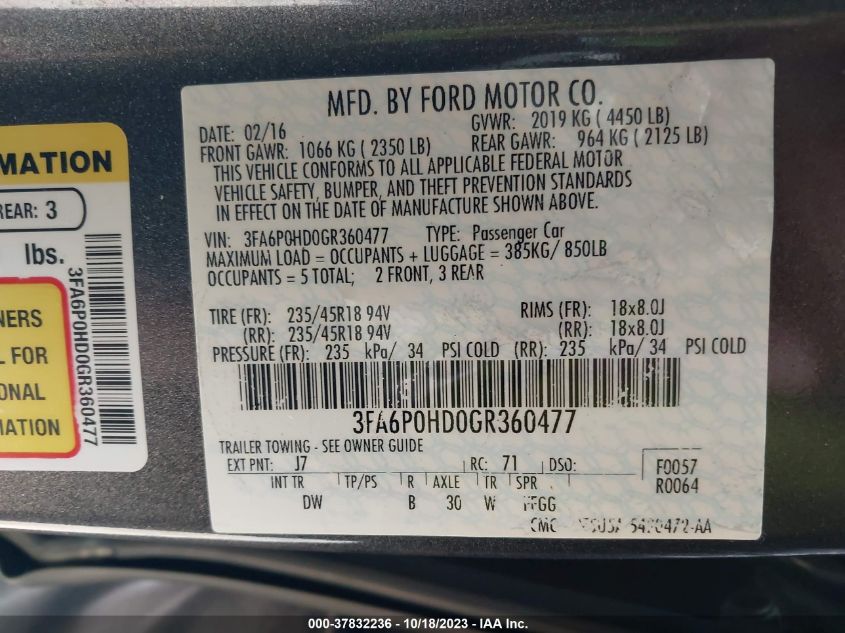 MATION
REAR: 3
lbs.
NERS
L FOR
ONAL
MATION
3FA6P0HD0GR360477
MFD. BY FORD MOTOR CO.
DATE: 02/16 GVWR: 2019 KG ( 4450 LB)
FRONT GAWR: 1066 KG ( 2350 LB) REAR GAWR: 964 KG ( 2125 LB)
THIS VEHICLE CONFORMS TO ALL APPLICABLE FEDERAL MOTOR
VEHICLE SAFETY, BUMPER, AND THEFT PREVENTION STANDARDS
IN EFFECT ON THE DATE OF MANUFACTURE SHOWN ABOVE.
VIN: 3FA6P0HD0GR360477 TYPE: Passenger Car
MAXIMUM LOAD = OCCUPANTS + LUGGAGE = 385KG/ 850LB
OCCUPANTS = 5 TOTAL; 2 FRONT, 3 REAR
TIRE (FR): 235/45R18 94V RIMS (FR): 18x8.0J
(RR): 235/45R18 94V (RR): 18x8.0J
PRESSURE (FR): 235 kPa/ 34 PSI COLD (RR): 235 kPa/ 34 PSI COLD
3FA6P0HD0GR360477
TRAILER TOWING - SEE OWNER GUIDE
EXT PNT: J7 RC: 71 DSO: F0057
INT TR TP/PS R AXLE TR SPR R0064
DW B 30 W FFGG
CMC
000-37832236 - 10/18/2023 - IAA, Inc.